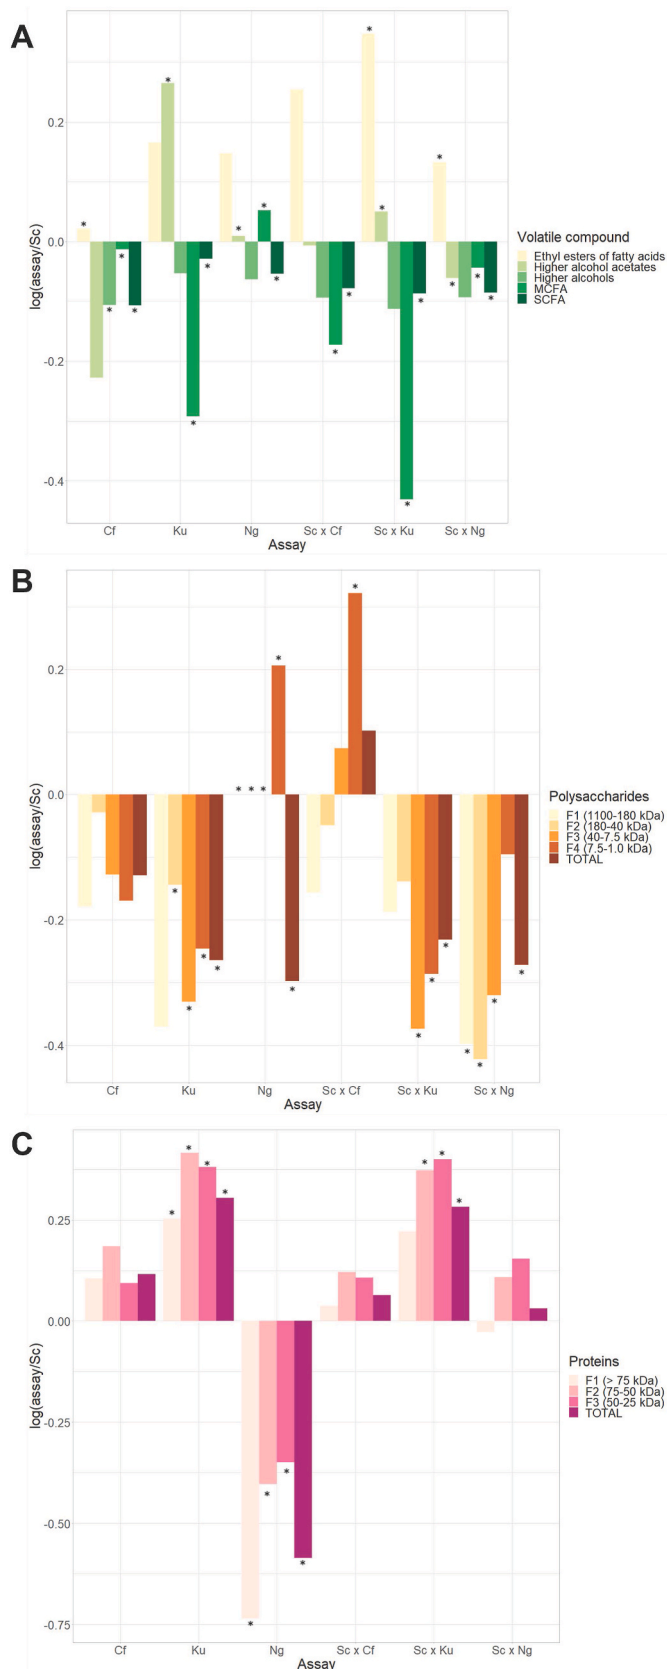 A
0.2
0.0
-0.2
-0.4
log(assay/Sc)
* * * * * * * * * * * * * * * * * * *
Cf Ku Ng Sc x Cf Sc x Ku Sc x Ng
Assay
Volatile compound
Ethyl esters of fatty acids
Higher alcohol acetates
Higher alcohols
MCFA
SCFA
B
0.2
0.0
-0.2
-0.4
log(assay/Sc)
* * * * * * * * * * * * * * * * *
Cf Ku Ng Sc x Cf Sc x Ku Sc x Ng
Assay
Polysaccharides
F1 (1100-180 kDa)
F2 (180-40 kDa)
F3 (40-7.5 kDa)
F4 (7.5-1.0 kDa)
TOTAL
C
0.25
0.00
-0.25
-0.50
-0.75
log(assay/Sc)
* * * * * * * * * * *
Cf Ku Ng Sc x Cf Sc x Ku Sc x Ng
Assay
Proteins
F1 (> 75 kDa)
F2 (75-50 kDa)
F3 (50-25 kDa)
TOTAL